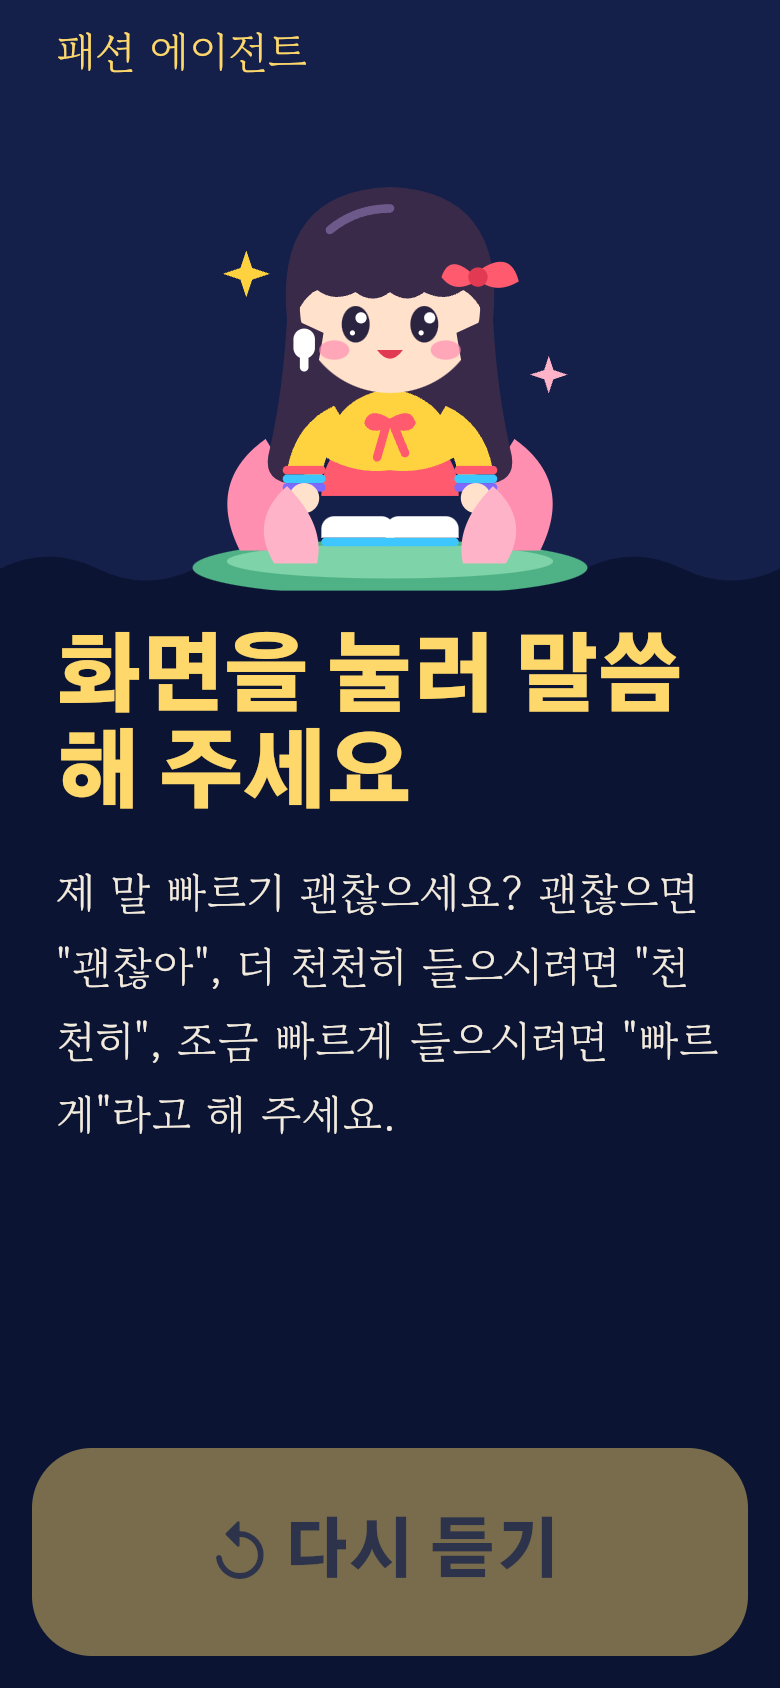 패션 에이전트
화면을 눌러 말씀
해 주세요
제 말 빠르기 괜찮으세요? 괜찮으면
"괜찮아", 더 천천히 들으시려면 "천
천히", 조금 빠르게 들으시려면 "빠르
게"라고 해 주세요.
다시 듣기